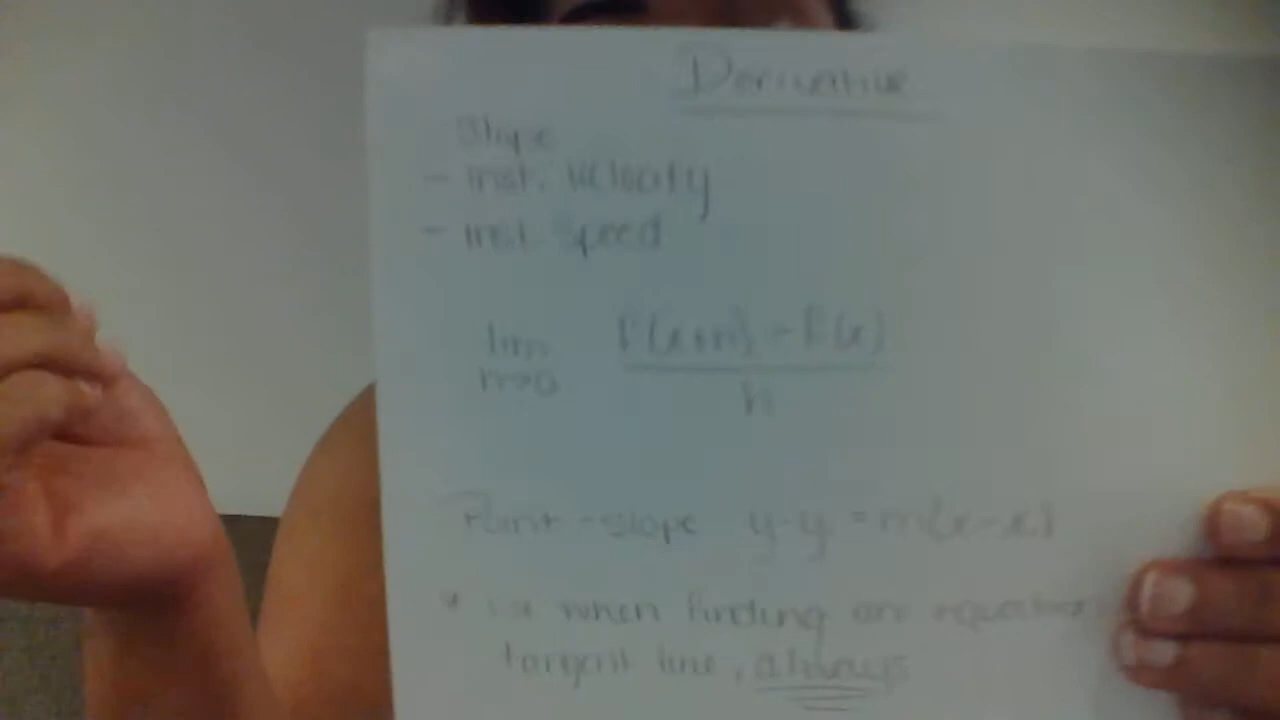 Derivative
Slope
- inst. velocity
- inst. speed
lim f(x+h) - f(x)
h→0 h
Point-slope y-y₁ = m(x-x₁)
* when finding an equation
tangent line, always